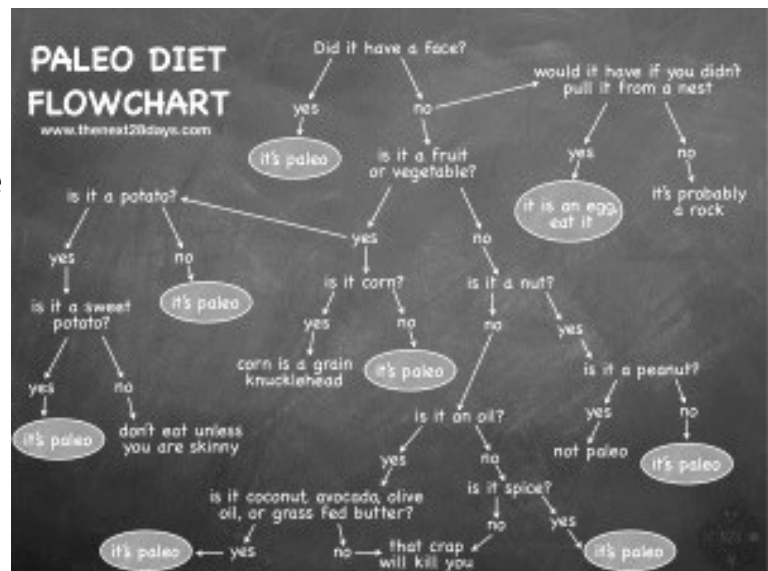 PALEO DIET
FLOWCHART
www.thenext28days.com
Did it have a face?
yes
no
it's paleo
would it have if you didn't
pull it from a nest
yes
no
it is an egg,
eat it
it's probably
a rock
is it a fruit
or vegetable?
yes
no
is it a potato?
yes
no
it's paleo
is it a sweet
potato?
yes
no
it's paleo
don't eat unless
you are skinny
is it corn?
yes
no
corn is a grain
knucklehead
it's paleo
is it a nut?
no
yes
is it a peanut?
yes
no
not paleo
it's paleo
is it an oil?
yes
no
is it coconut, avocado, olive
oil, or grass fed butter?
yes
no
it's paleo
is it spice?
no
yes
that crap
will kill you
it's paleo